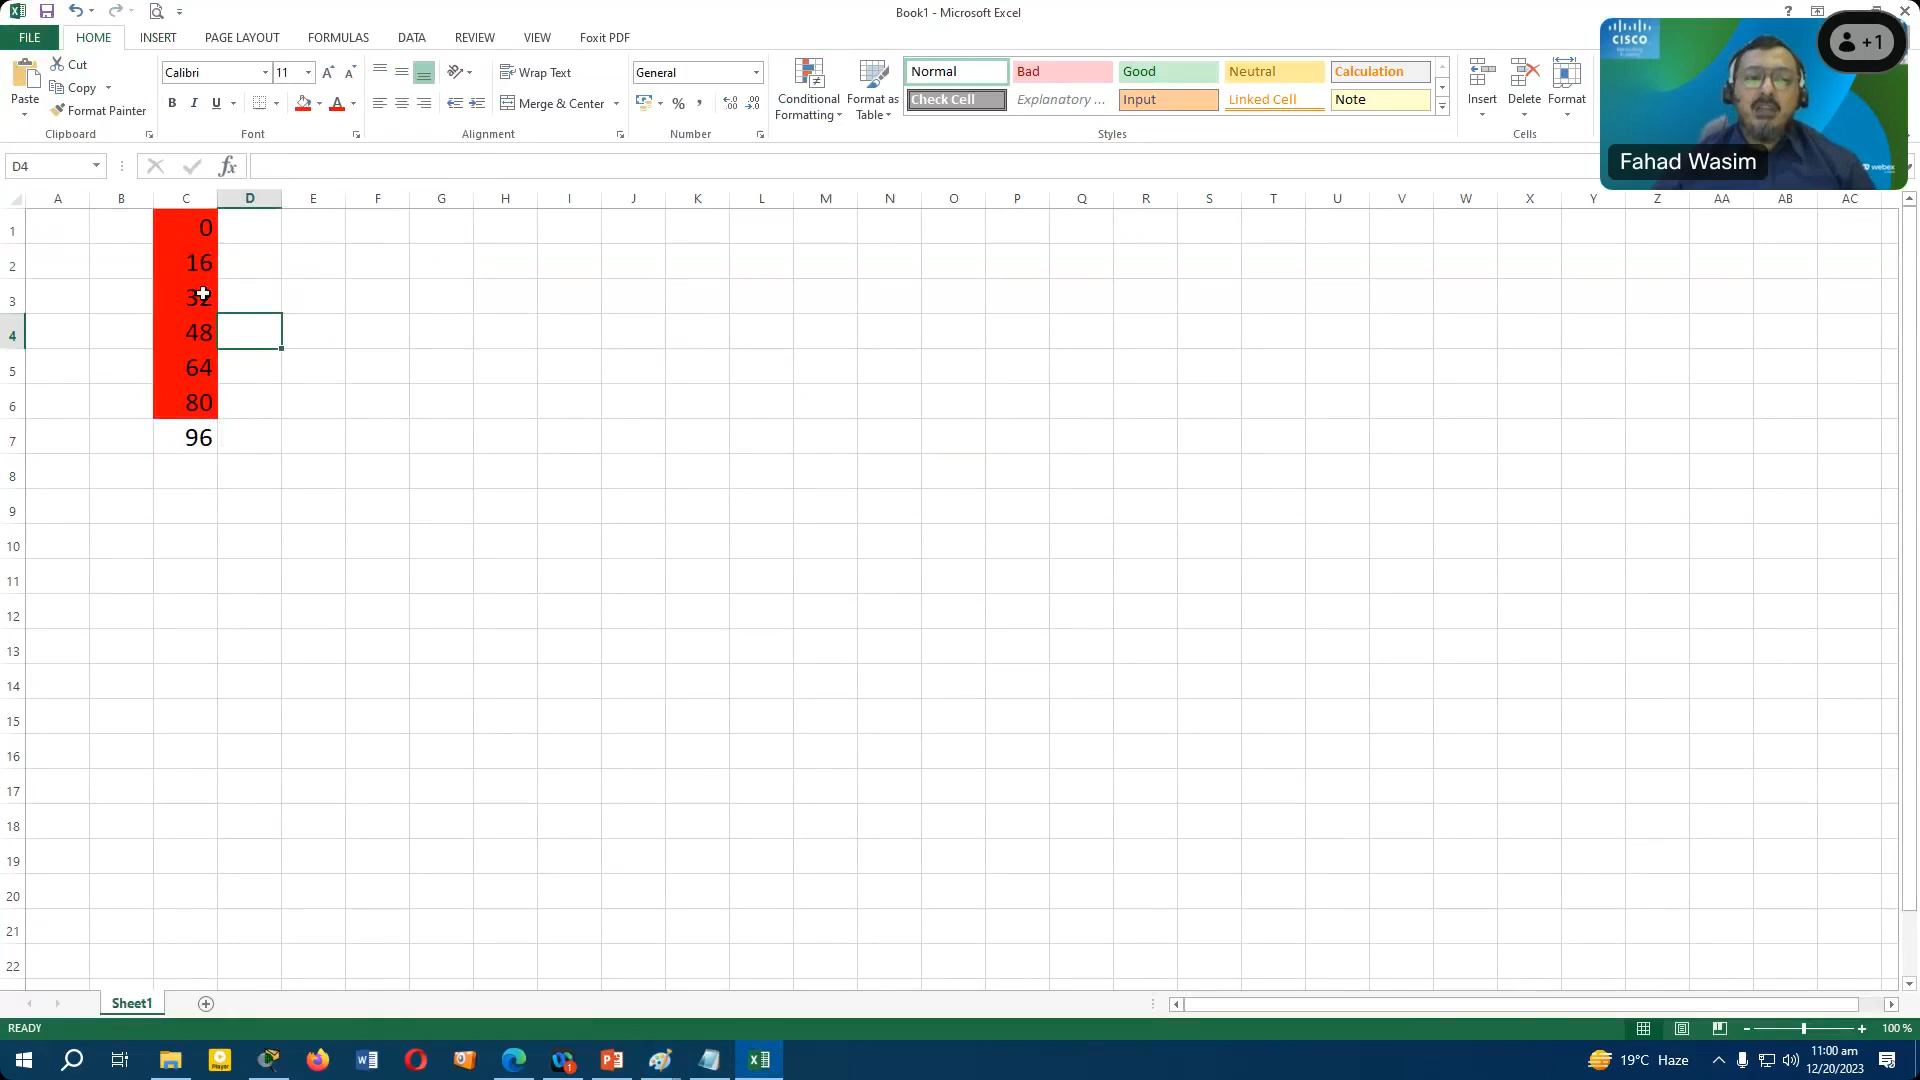 Book1 - Microsoft Excel
?
FILE HOME INSERT PAGE LAYOUT FORMULAS DATA REVIEW VIEW Foxit PDF
Paste
Cut
Copy
Format Painter
Clipboard
Calibri 11
B I U A
Font
Wrap Text
Merge & Center
Alignment
General
% ,
Number
Conditional Formatting
Format as Table
Normal Bad Good Neutral Calculation
Check Cell Explanatory ... Input Linked Cell Note
Styles
Insert Delete Format
Cells
CISCO
+1
Fahad Wasim
webex
D4 fx
A B C D E F G H I J K L M N O P Q R S T U V W X Y Z AA AB AC
1 0
2 16
3 32
4 48
5 64
6 80
7 96
8
9
10
11
12
13
14
15
16
17
18
19
20
21
22
Sheet1
READY 100 %
19°C Haze
11:00 am
12/20/2023